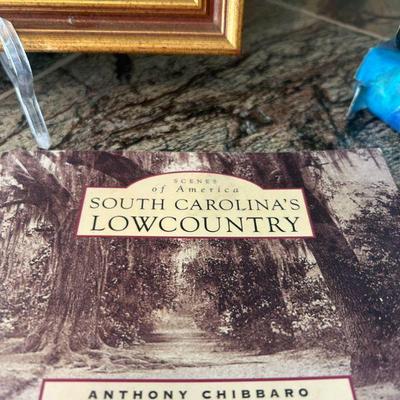 SCENES
of America
SOUTH CAROLINA'S
LOWCOUNTRY
ANTHONY CHIBBARO